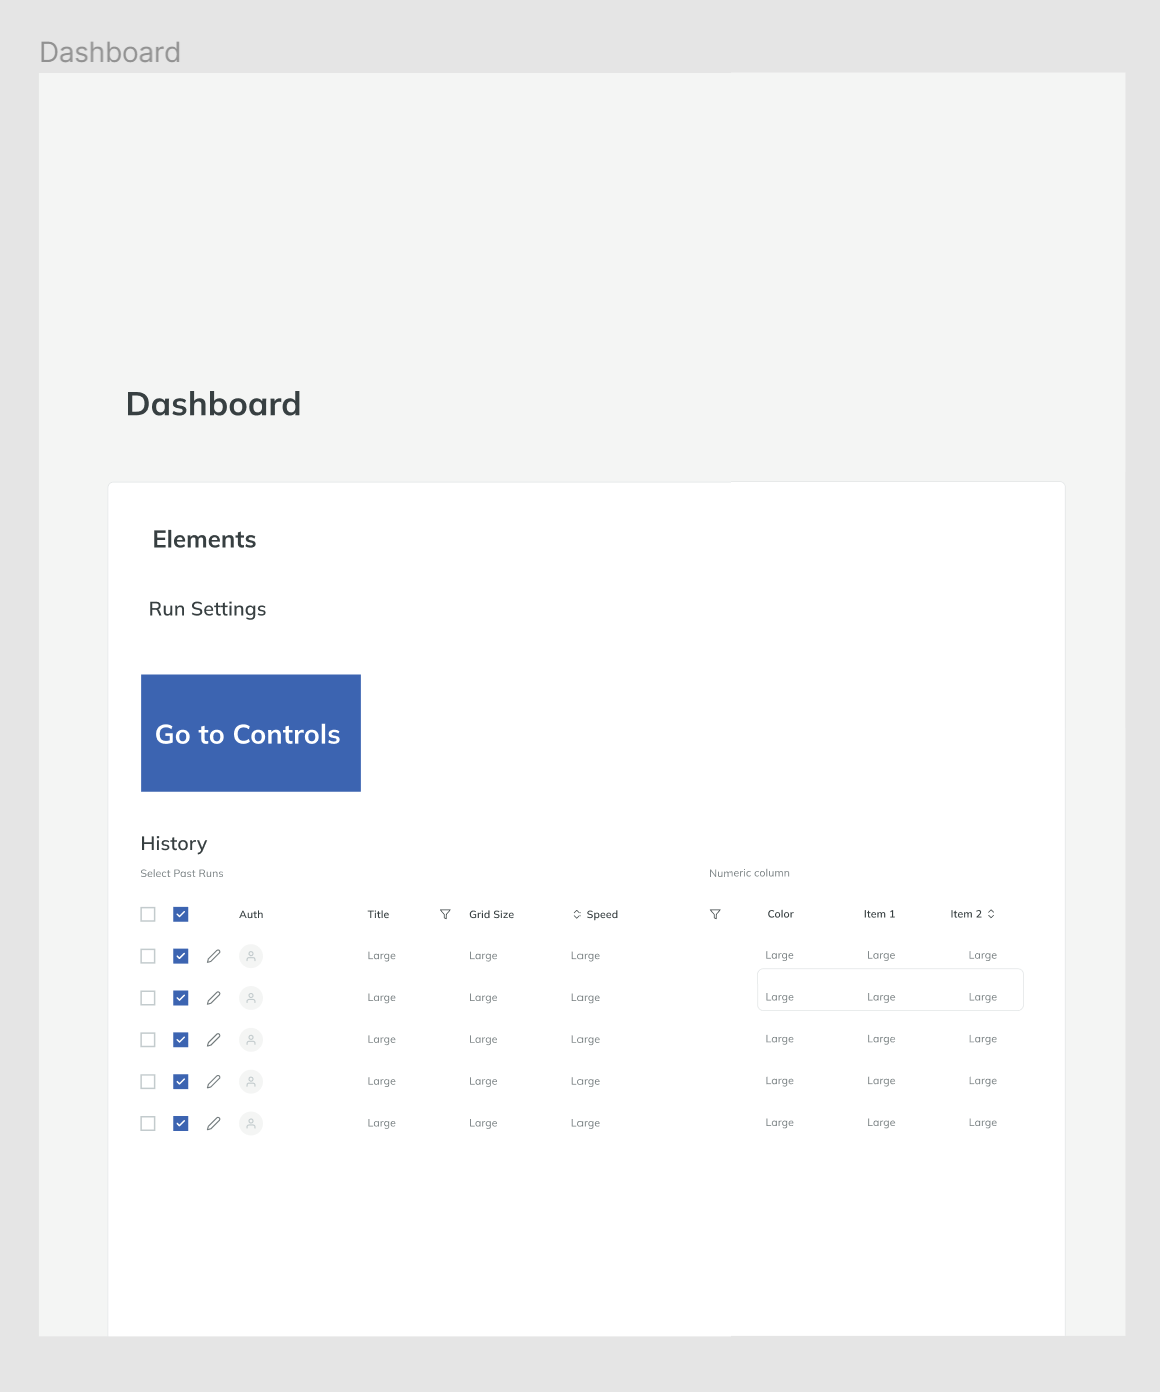 Dashboard
Dashboard
Elements
Run Settings
Go to Controls
History
Select Past Runs Numeric column
Auth Title Grid Size Speed Color Item 1 Item 2
Large Large Large Large Large Large
Large Large Large Large Large Large
Large Large Large Large Large Large
Large Large Large Large Large Large
Large Large Large Large Large Large